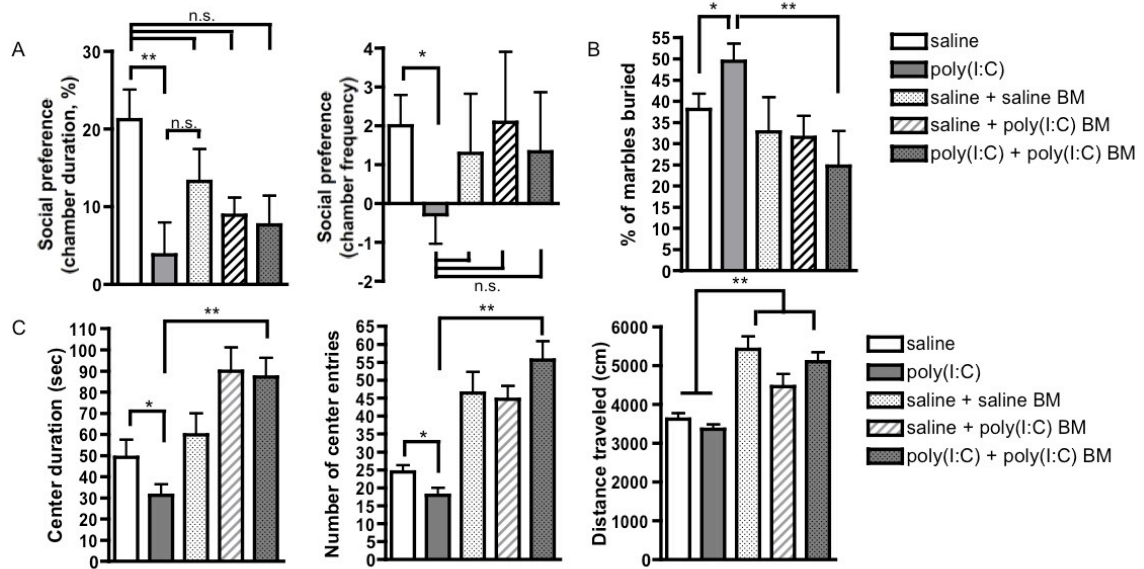 A
n.s.
**
n.s.
30
20
10
0
Social preference
(chamber duration, %)
*
n.s.
4
3
2
1
0
-1
-2
Social preference
(chamber frequency)
B
*
**
55
50
45
40
35
30
25
20
15
10
5
0
% of marbles buried
saline
poly(I:C)
saline + saline BM
saline + poly(I:C) BM
poly(I:C) + poly(I:C) BM
C
**
*
110
100
90
80
70
60
50
40
30
20
10
0
Center duration (sec)
**
*
65
60
55
50
45
40
35
30
25
20
15
10
5
0
Number of center entries
**
6000
5000
4000
3000
2000
1000
0
Distance traveled (cm)
saline
poly(I:C)
saline + saline BM
saline + poly(I:C) BM
poly(I:C) + poly(I:C) BM